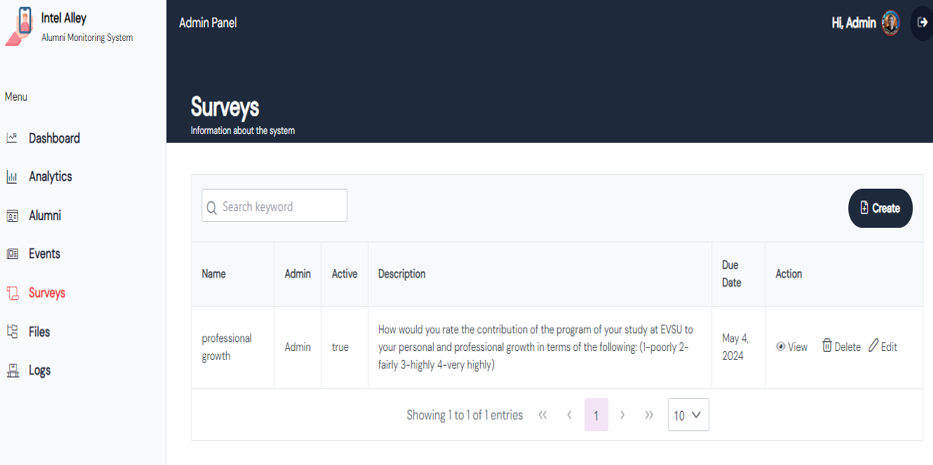 Intel Alley
Alumni Monitoring System
Admin Panel
Hi, Admin
Menu
Dashboard
Analytics
Alumni
Events
Surveys
Files
Logs
Surveys
Information about the system
Search keyword
Create
Name
Admin
Active
Description
Due
Date
Action
professional
growth
Admin
true
How would you rate the contribution of the program of your study at EVSU to
your personal and professional growth in terms of the following: (1-poorly 2-
fairly 3-highly 4-very highly)
May 4,
2024
View
Delete
Edit
Showing 1 to 1 of 1 entries
1
10